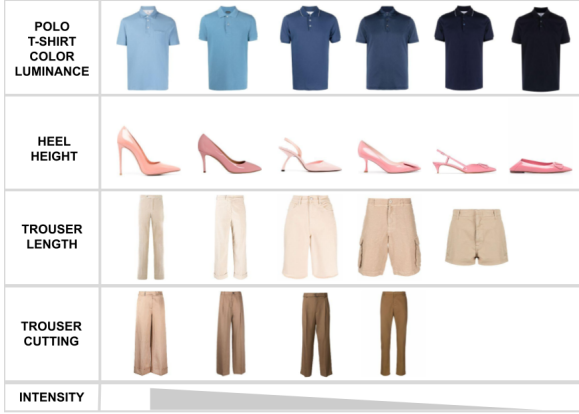 POLO
T-SHIRT
COLOR
LUMINANCE
HEEL
HEIGHT
TROUSER
LENGTH
TROUSER
CUTTING
INTENSITY